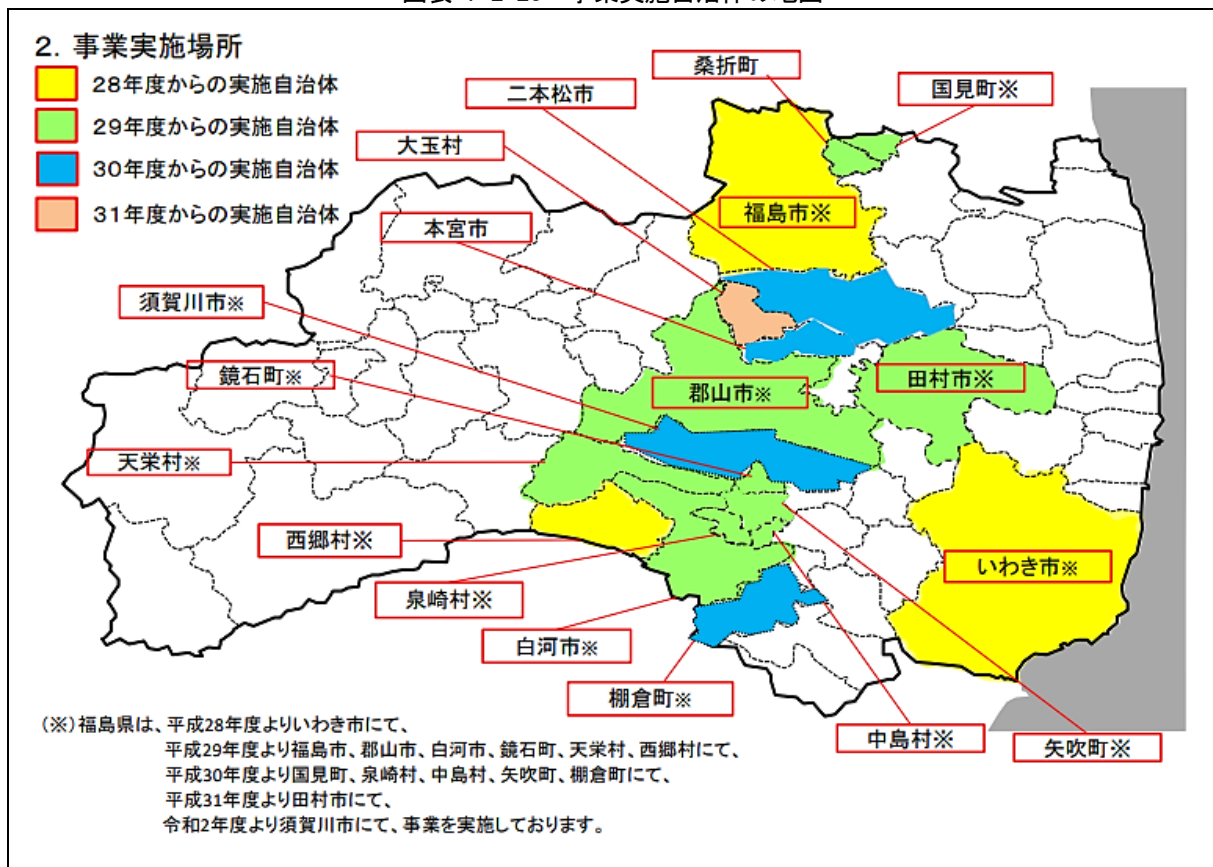 2. 事業実施場所
28年度からの実施自治体
29年度からの実施自治体
30年度からの実施自治体
31年度からの実施自治体
桑折町
国見町※
二本松市
大玉村
福島市※
本宮市
須賀川市※
鏡石町※
郡山市※
田村市※
天栄村※
西郷村※
いわき市※
泉崎村※
白河市※
棚倉町※
中島村※
矢吹町※
(※)福島県は、平成28年度よりいわき市にて、
平成29年度より福島市、郡山市、白河市、鏡石町、天栄村、西郷村にて、
平成30年度より国見町、泉崎村、中島村、矢吹町、棚倉町にて、
平成31年度より田村市にて、
令和2年度より須賀川市にて、事業を実施しております。